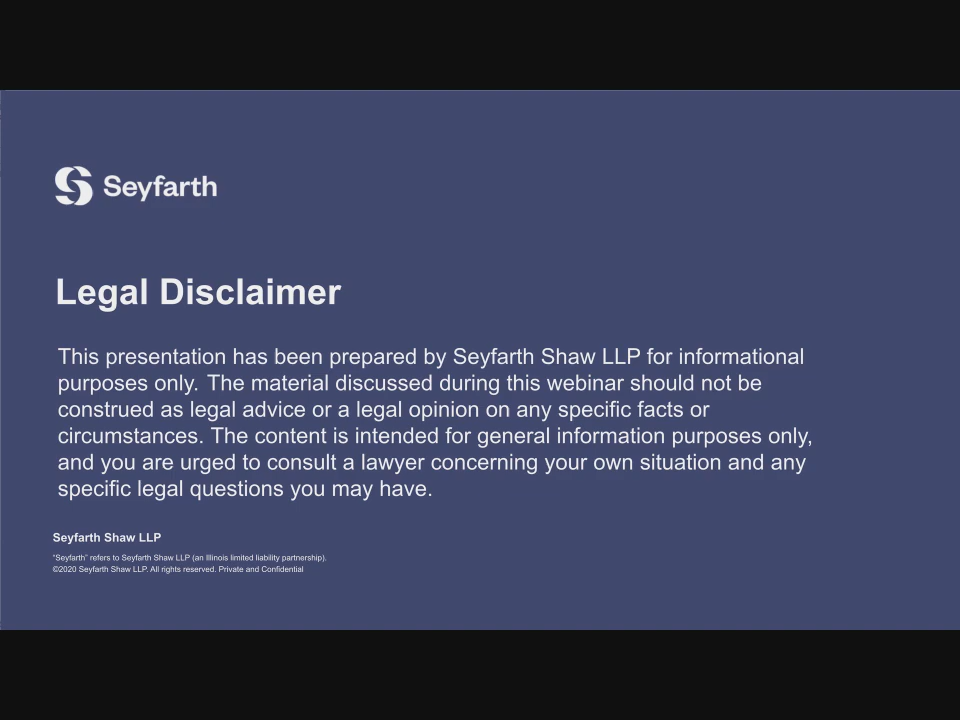 Seyfarth
Legal Disclaimer
This presentation has been prepared by Seyfarth Shaw LLP for informational
purposes only. The material discussed during this webinar should not be
construed as legal advice or a legal opinion on any specific facts or
circumstances. The content is intended for general information purposes only,
and you are urged to consult a lawyer concerning your own situation and any
specific legal questions you may have.
Seyfarth Shaw LLP
“Seyfarth” refers to Seyfarth Shaw LLP (an Illinois limited liability partnership).
©2020 Seyfarth Shaw LLP. All rights reserved. Private and Confidential